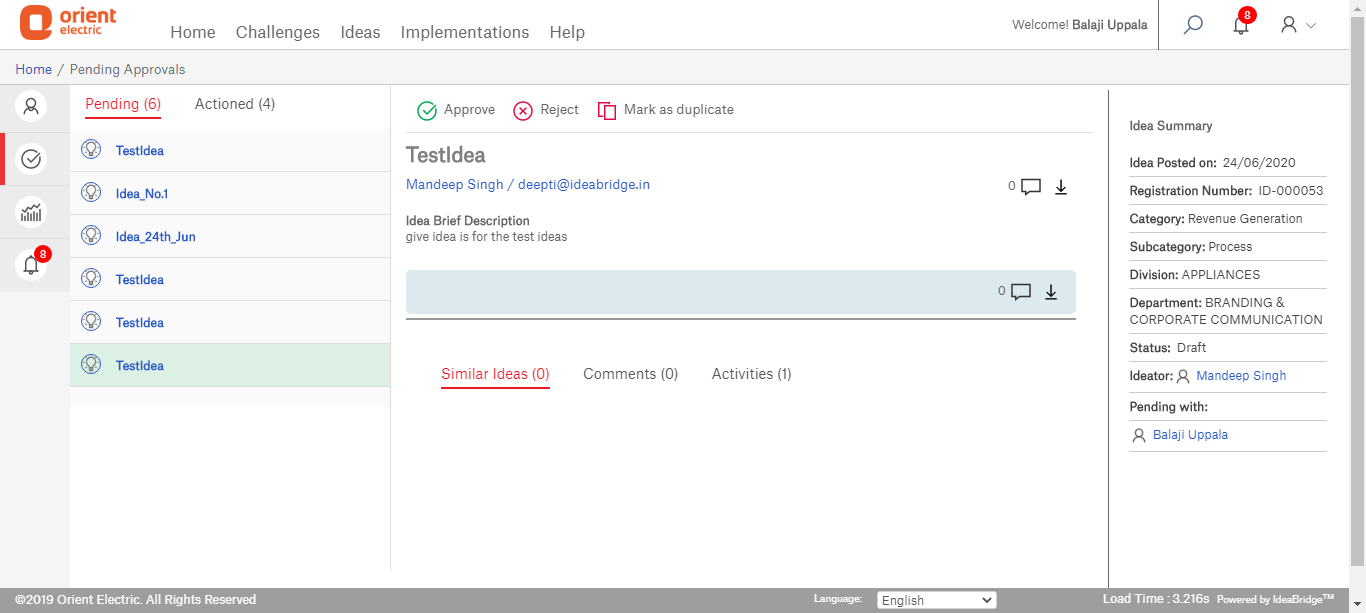 orient
electric
Home Challenges Ideas Implementations Help
Welcome! Balaji Uppala
8
Home / Pending Approvals
Pending (6) Actioned (4)
8
TestIdea
Idea_No.1
Idea_24th_Jun
TestIdea
TestIdea
TestIdea
Approve Reject Mark as duplicate
TestIdea
Mandeep Singh / deepti@ideabridge.in
0
Idea Brief Description
give idea is for the test ideas
0
Similar Ideas (0) Comments (0) Activities (1)
Idea Summary
Idea Posted on: 24/06/2020
Registration Number: ID-000053
Category: Revenue Generation
Subcategory: Process
Division: APPLIANCES
Department: BRANDING &
CORPORATE COMMUNICATION
Status: Draft
Ideator: Mandeep Singh
Pending with:
Balaji Uppala
©2019 Orient Electric. All Rights Reserved
Language: English
Load Time : 3.216s Powered by IdeaBridge™